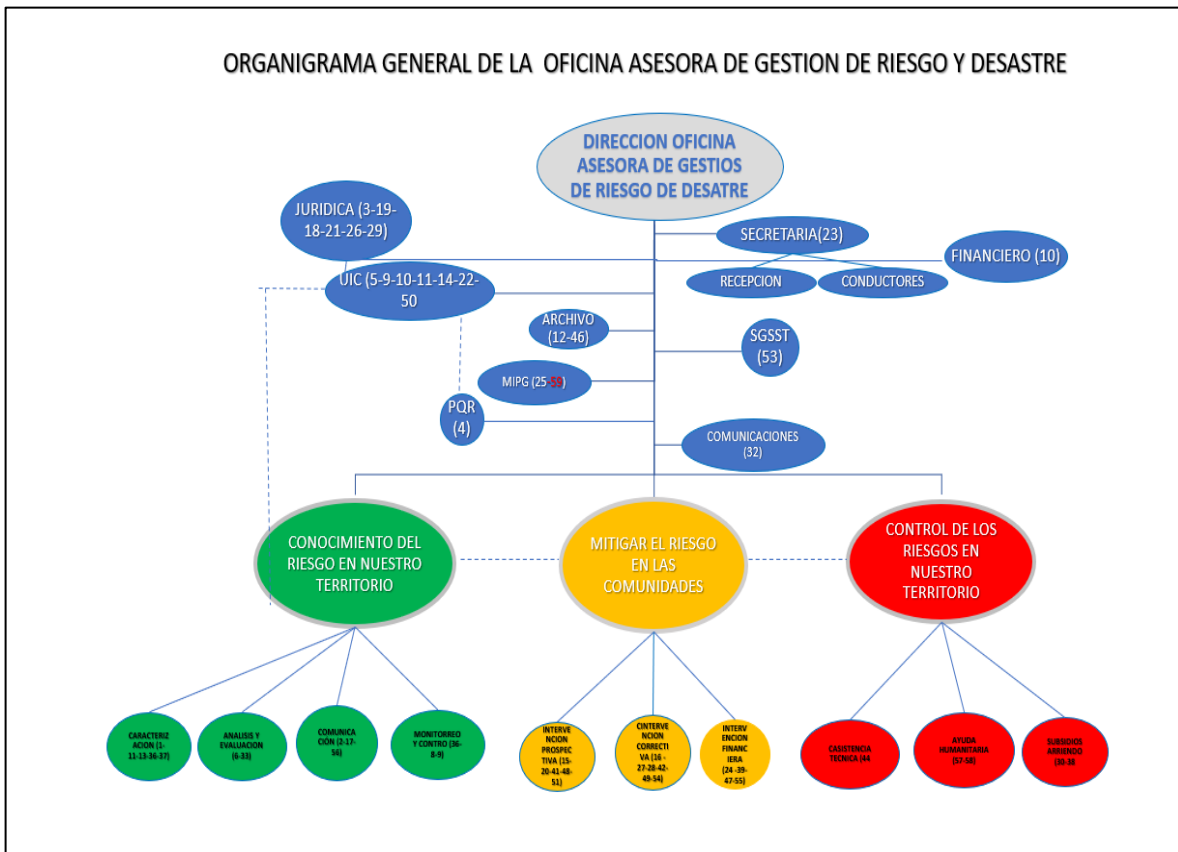 ORGANIGRAMA GENERAL DE LA OFICINA ASESORA DE GESTION DE RIESGO Y DESASTRE
DIRECCION OFICINA
ASESORA DE GESTIOS
DE RIESGO DE DESATRE
JURIDICA (3-19-
18-21-26-29)
SECRETARIA(23)
FINANCIERO (10)
UIC (5-9-10-11-14-22-
50
RECEPCION
CONDUCTORES
ARCHIVO
(12-46)
SGSST
(53)
MIPG (25-59)
PQR
(4)
COMUNICACIONES
(32)
CONOCIMIENTO DEL
RIESGO EN NUESTRO
TERRITORIO
MITIGAR EL RIESGO
EN LAS
COMUNIDADES
CONTROL DE LOS
RIESGOS EN
NUESTRO
TERRITORIO
CARACTERIZ
ACION (1-
11-13-36-37)
ANALISIS Y
EVALUACION
(6-33)
COMUNICA
CIÓN (2-17-
56)
MONITORREO
Y CONTRO (36-
8-9)
INTERVE
NCION
PROSPEC
TIVA (15-
20-41-48-
51)
CINTERVE
NCION
CORRECTI
VA (16 -
27-28-42-
49-54)
INTERV
ENCION
FINANC
IERA
(24 -39-
47-55)
CASISTENCIA
TECNICA (44
AYUDA
HUMANITARIA
(57-58)
SUBSIDIOS
ARRIENDO
(30-38